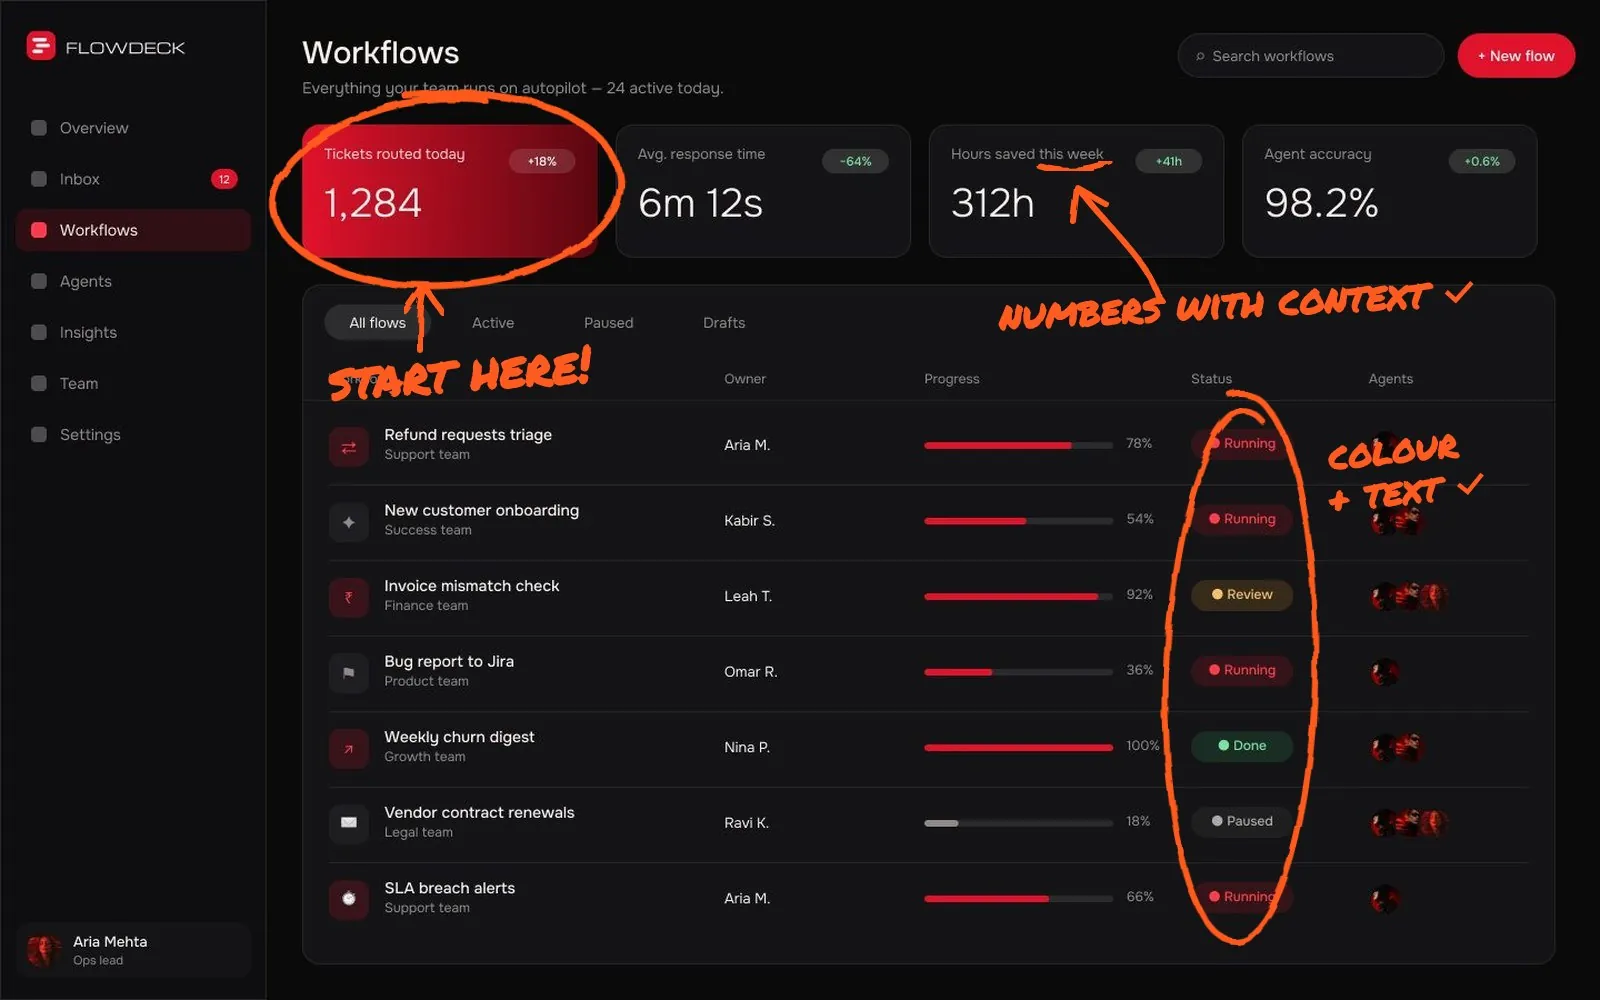 FLOWDECK
Overview
Inbox 12
Workflows
Agents
Insights
Team
Settings
Aria Mehta
Ops lead
Workflows
Everything your team runs on autopilot — 24 active today.
Search workflows
+ New flow
Tickets routed today +18%
1,284
Avg. response time -64%
6m 12s
Hours saved this week +41h
312h
Agent accuracy +0.6%
98.2%
START HERE!
NUMBERS WITH CONTEXT ✓
All flows Active Paused Drafts
Owner Progress Status Agents
Refund requests triage
Support team
Aria M. 78% Running
COLOUR
+ TEXT ✓
New customer onboarding
Success team
Kabir S. 54% Running
₹
Invoice mismatch check
Finance team
Leah T. 92% Review
Bug report to Jira
Product team
Omar R. 36% Running
Weekly churn digest
Growth team
Nina P. 100% Done
Vendor contract renewals
Legal team
Ravi K. 18% Paused
SLA breach alerts
Support team
Aria M. 66% Running